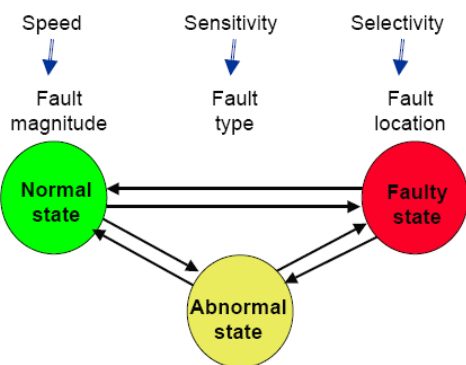 Speed
Sensitivity
Selectivity
Fault
magnitude
Fault
type
Fault
location
Normal
state
Faulty
state
Abnormal
state